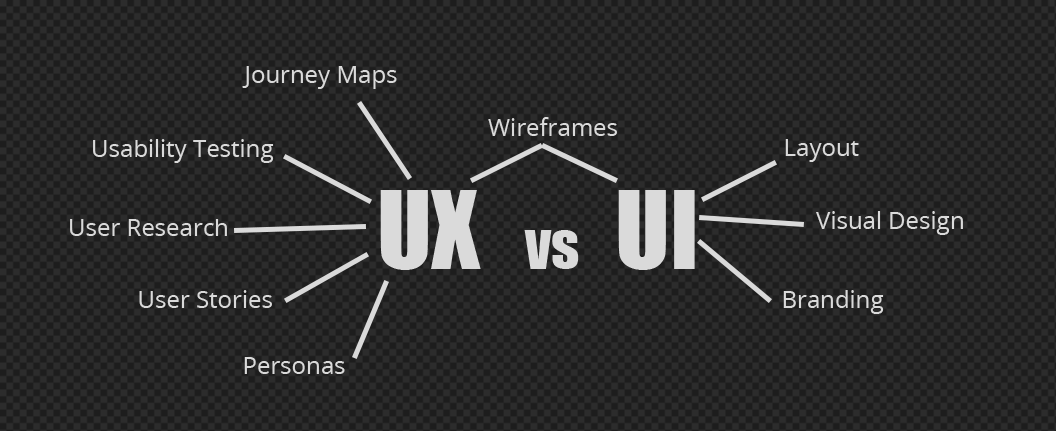 Journey Maps
Wireframes
Usability Testing
Layout
User Research
UX vs UI
Visual Design
User Stories
Branding
Personas